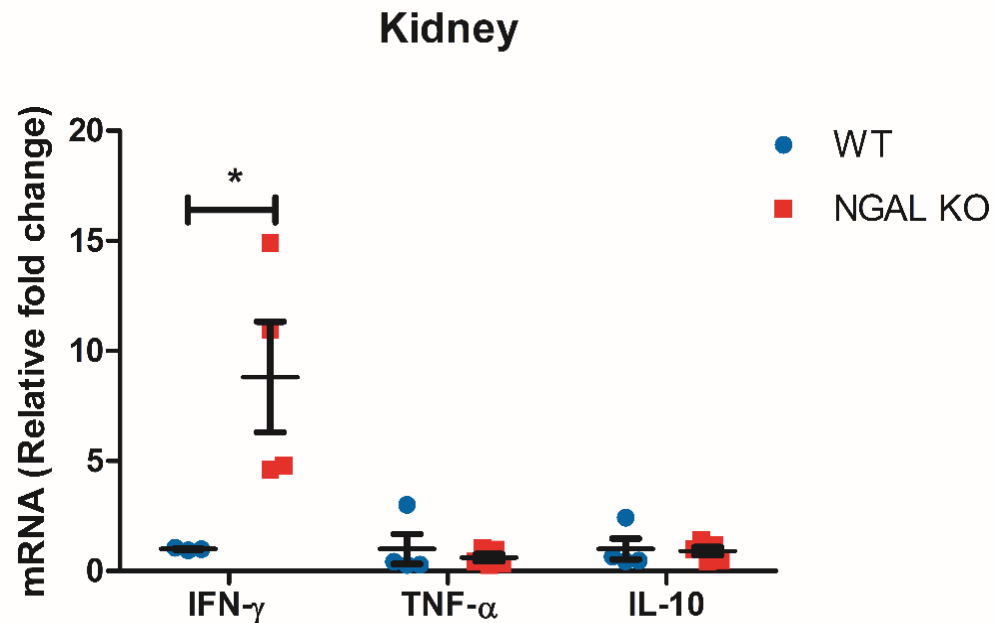 Kidney
mRNA (Relative fold change)
20
15
10
5
0
*
WT
NGAL KO
IFN-γ
TNF-α
IL-10